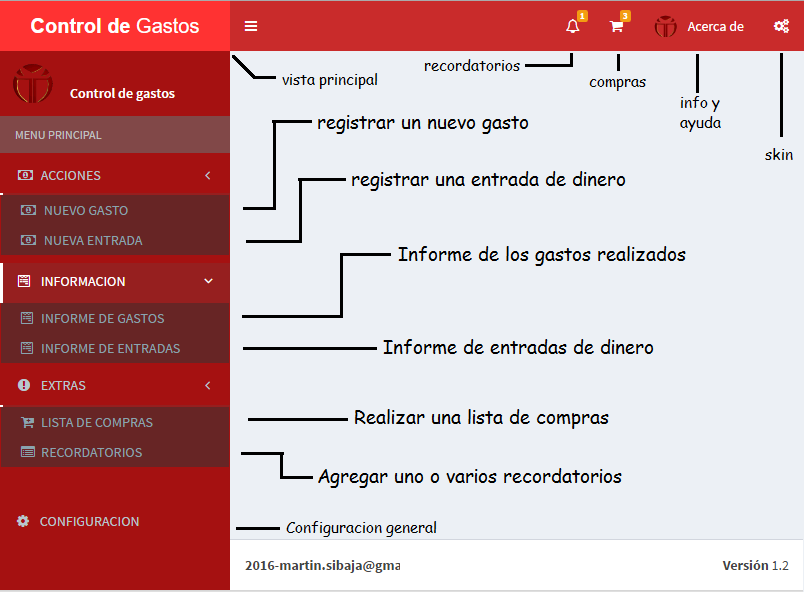 Control de Gastos
1
3
Acerca de
Control de gastos
vista principal
recordatorios
compras
info y
ayuda
skin
MENU PRINCIPAL
registrar un nuevo gasto
ACCIONES
registrar una entrada de dinero
NUEVO GASTO
NUEVA ENTRADA
Informe de los gastos realizados
INFORMACION
INFORME DE GASTOS
INFORME DE ENTRADAS
Informe de entradas de dinero
EXTRAS
LISTA DE COMPRAS
Realizar una lista de compras
RECORDATORIOS
Agregar uno o varios recordatorios
CONFIGURACION
Configuracion general
2016-martin.sibaja@gma
Versión 1.2